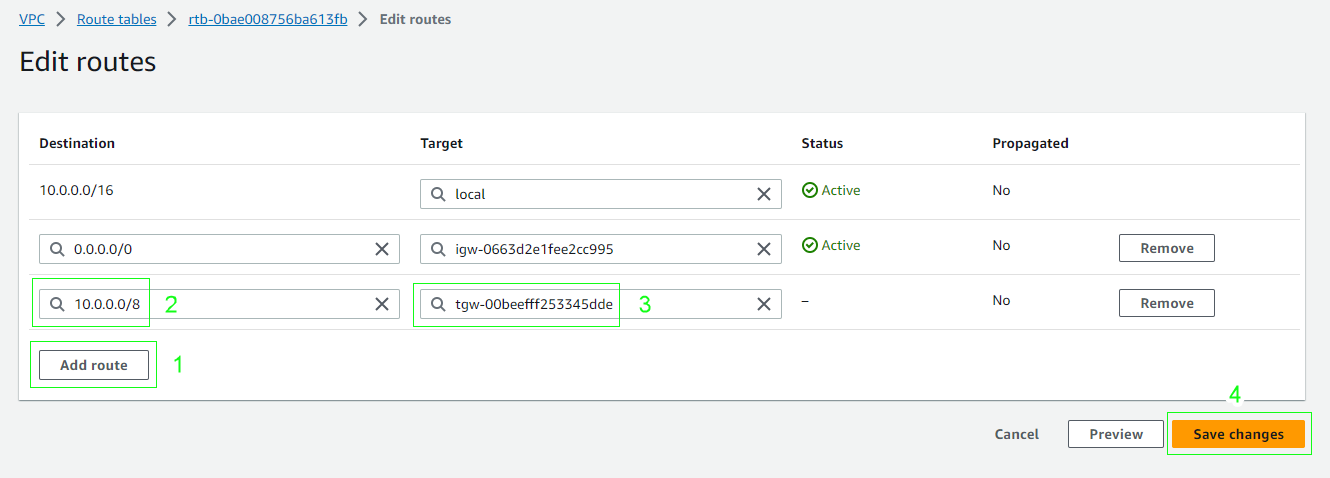 VPC > Route tables > rtb-0bae008756ba613fb > Edit routes
Edit routes
Destination Target Status Propagated
10.0.0.0/16 local Active No
0.0.0.0/0 igw-0663d2e1fee2cc995 Active No Remove
10.0.0.0/8 2 tgw-00beefff253345dde 3 – No Remove
Add route 1
4
Cancel Preview Save changes